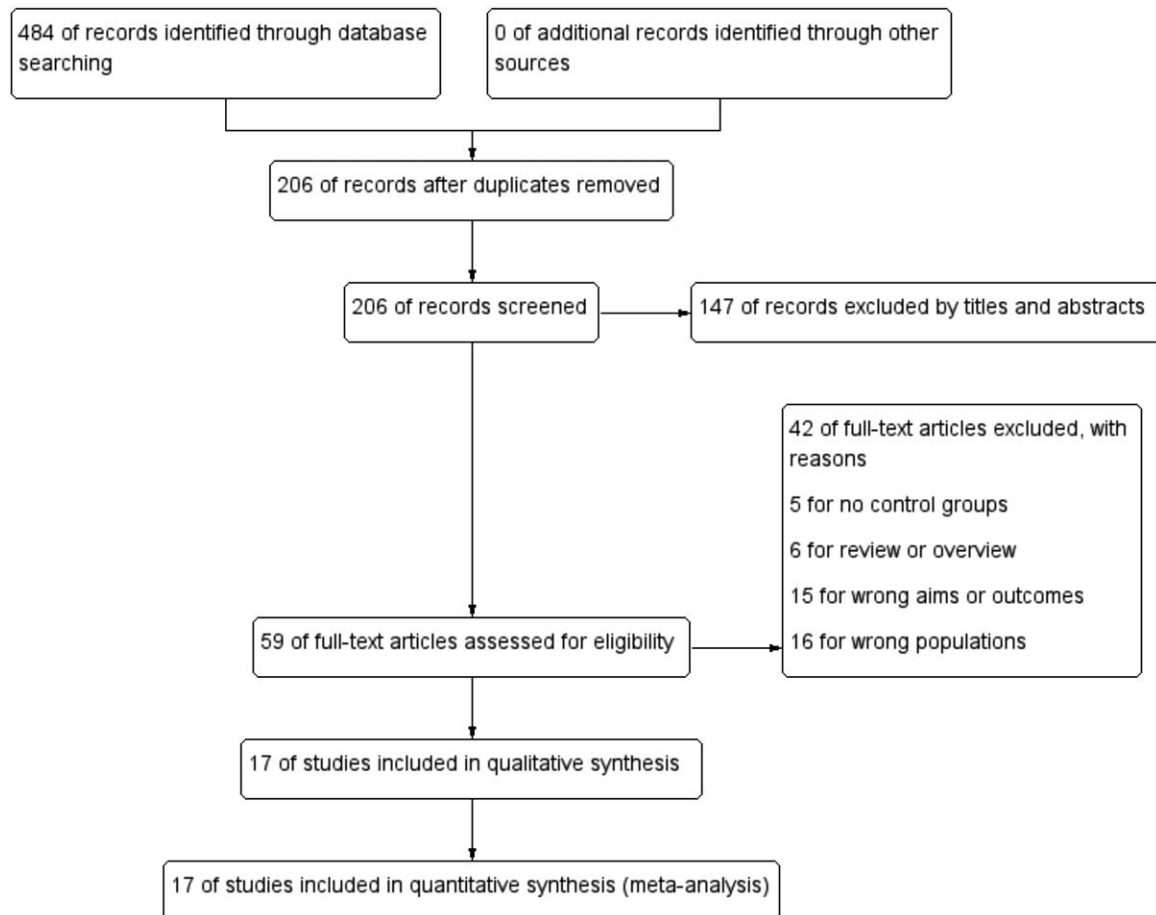 484 of records identified through database
searching
0 of additional records identified through other
sources
206 of records after duplicates removed
206 of records screened
147 of records excluded by titles and abstracts
42 of full-text articles excluded, with
reasons
5 for no control groups
6 for review or overview
15 for wrong aims or outcomes
16 for wrong populations
59 of full-text articles assessed for eligibility
17 of studies included in qualitative synthesis
17 of studies included in quantitative synthesis (meta-analysis)